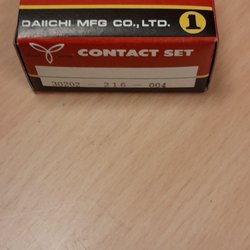 DAIICHI MFG CO., LTD. 1
CONTACT SET
30202 - 216 - 004